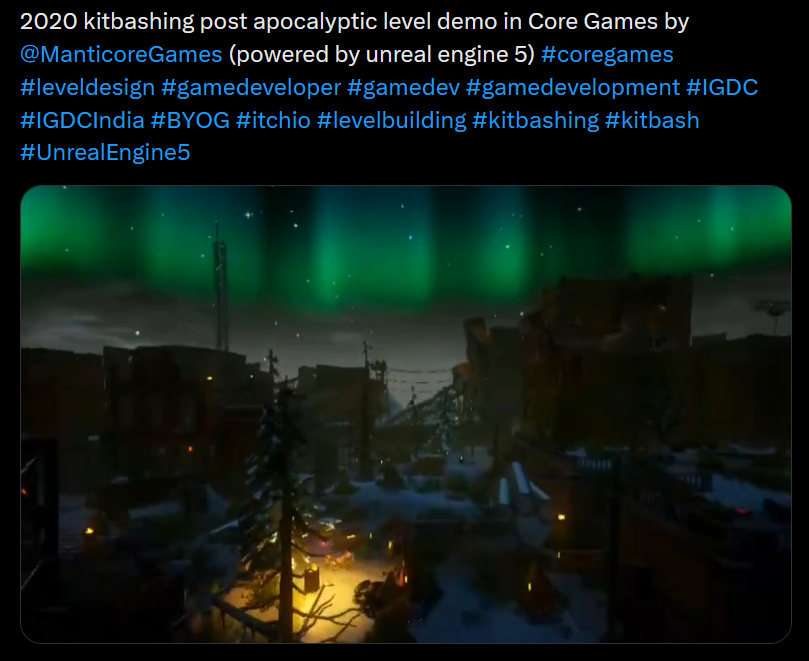 2020 kitbashing post apocalyptic level demo in Core Games by
@ManticoreGames (powered by unreal engine 5) #coregames
#leveldesign #gamedeveloper #gamedev #gamedevelopment #IGDC
#IGDCIndia #BYOG #itchio #levelbuilding #kitbashing #kitbash
#UnrealEngine5